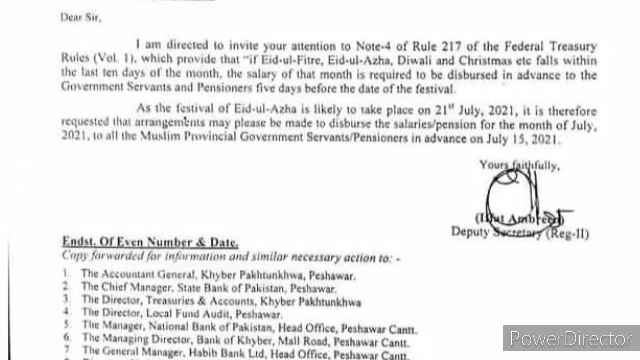 Dear Sir,
I am directed to invite your attention to Note-4 of Rule 217 of the Federal Treasury
Rules (Vol. 1), which provide that "if Eid-ul-Fitre, Eid-ul-Azha, Diwali and Christmas etc falls within
the last ten days of the month, the salary of that month is required to be disbursed in advance to the
Government Servants and Pensioners five days before the date of the festival.
As the festival of Eid-ul-Azha is likely to take place on 21st July, 2021, it is therefore
requested that arrangements may please be made to disburse the salaries/pension for the month of July,
2021, to all the Muslim Provincial Government Servants/Pensioners in advance on July 15, 2021.
Yours faithfully,
Deputy Secretary (Reg-II)
Endst. Of Even Number & Date.
Copy forwarded for information and similar necessary action to: -
1. The Accountant General, Khyber Pakhtunkhwa, Peshawar.
2. The Chief Manager, State Bank of Pakistan, Peshawar.
3. The Director, Treasuries & Accounts, Khyber Pakhtunkhwa
4. The Director, Local Fund Audit, Peshawar.
5. The Manager, National Bank of Pakistan, Head Office, Peshawar Cantt.
6. The Managing Director, Bank of Khyber, Mall Road, Peshawar Cantt.
7. The General Manager, Habib Bank Ltd, Head Office, Peshawar Cantt.
PowerDirector